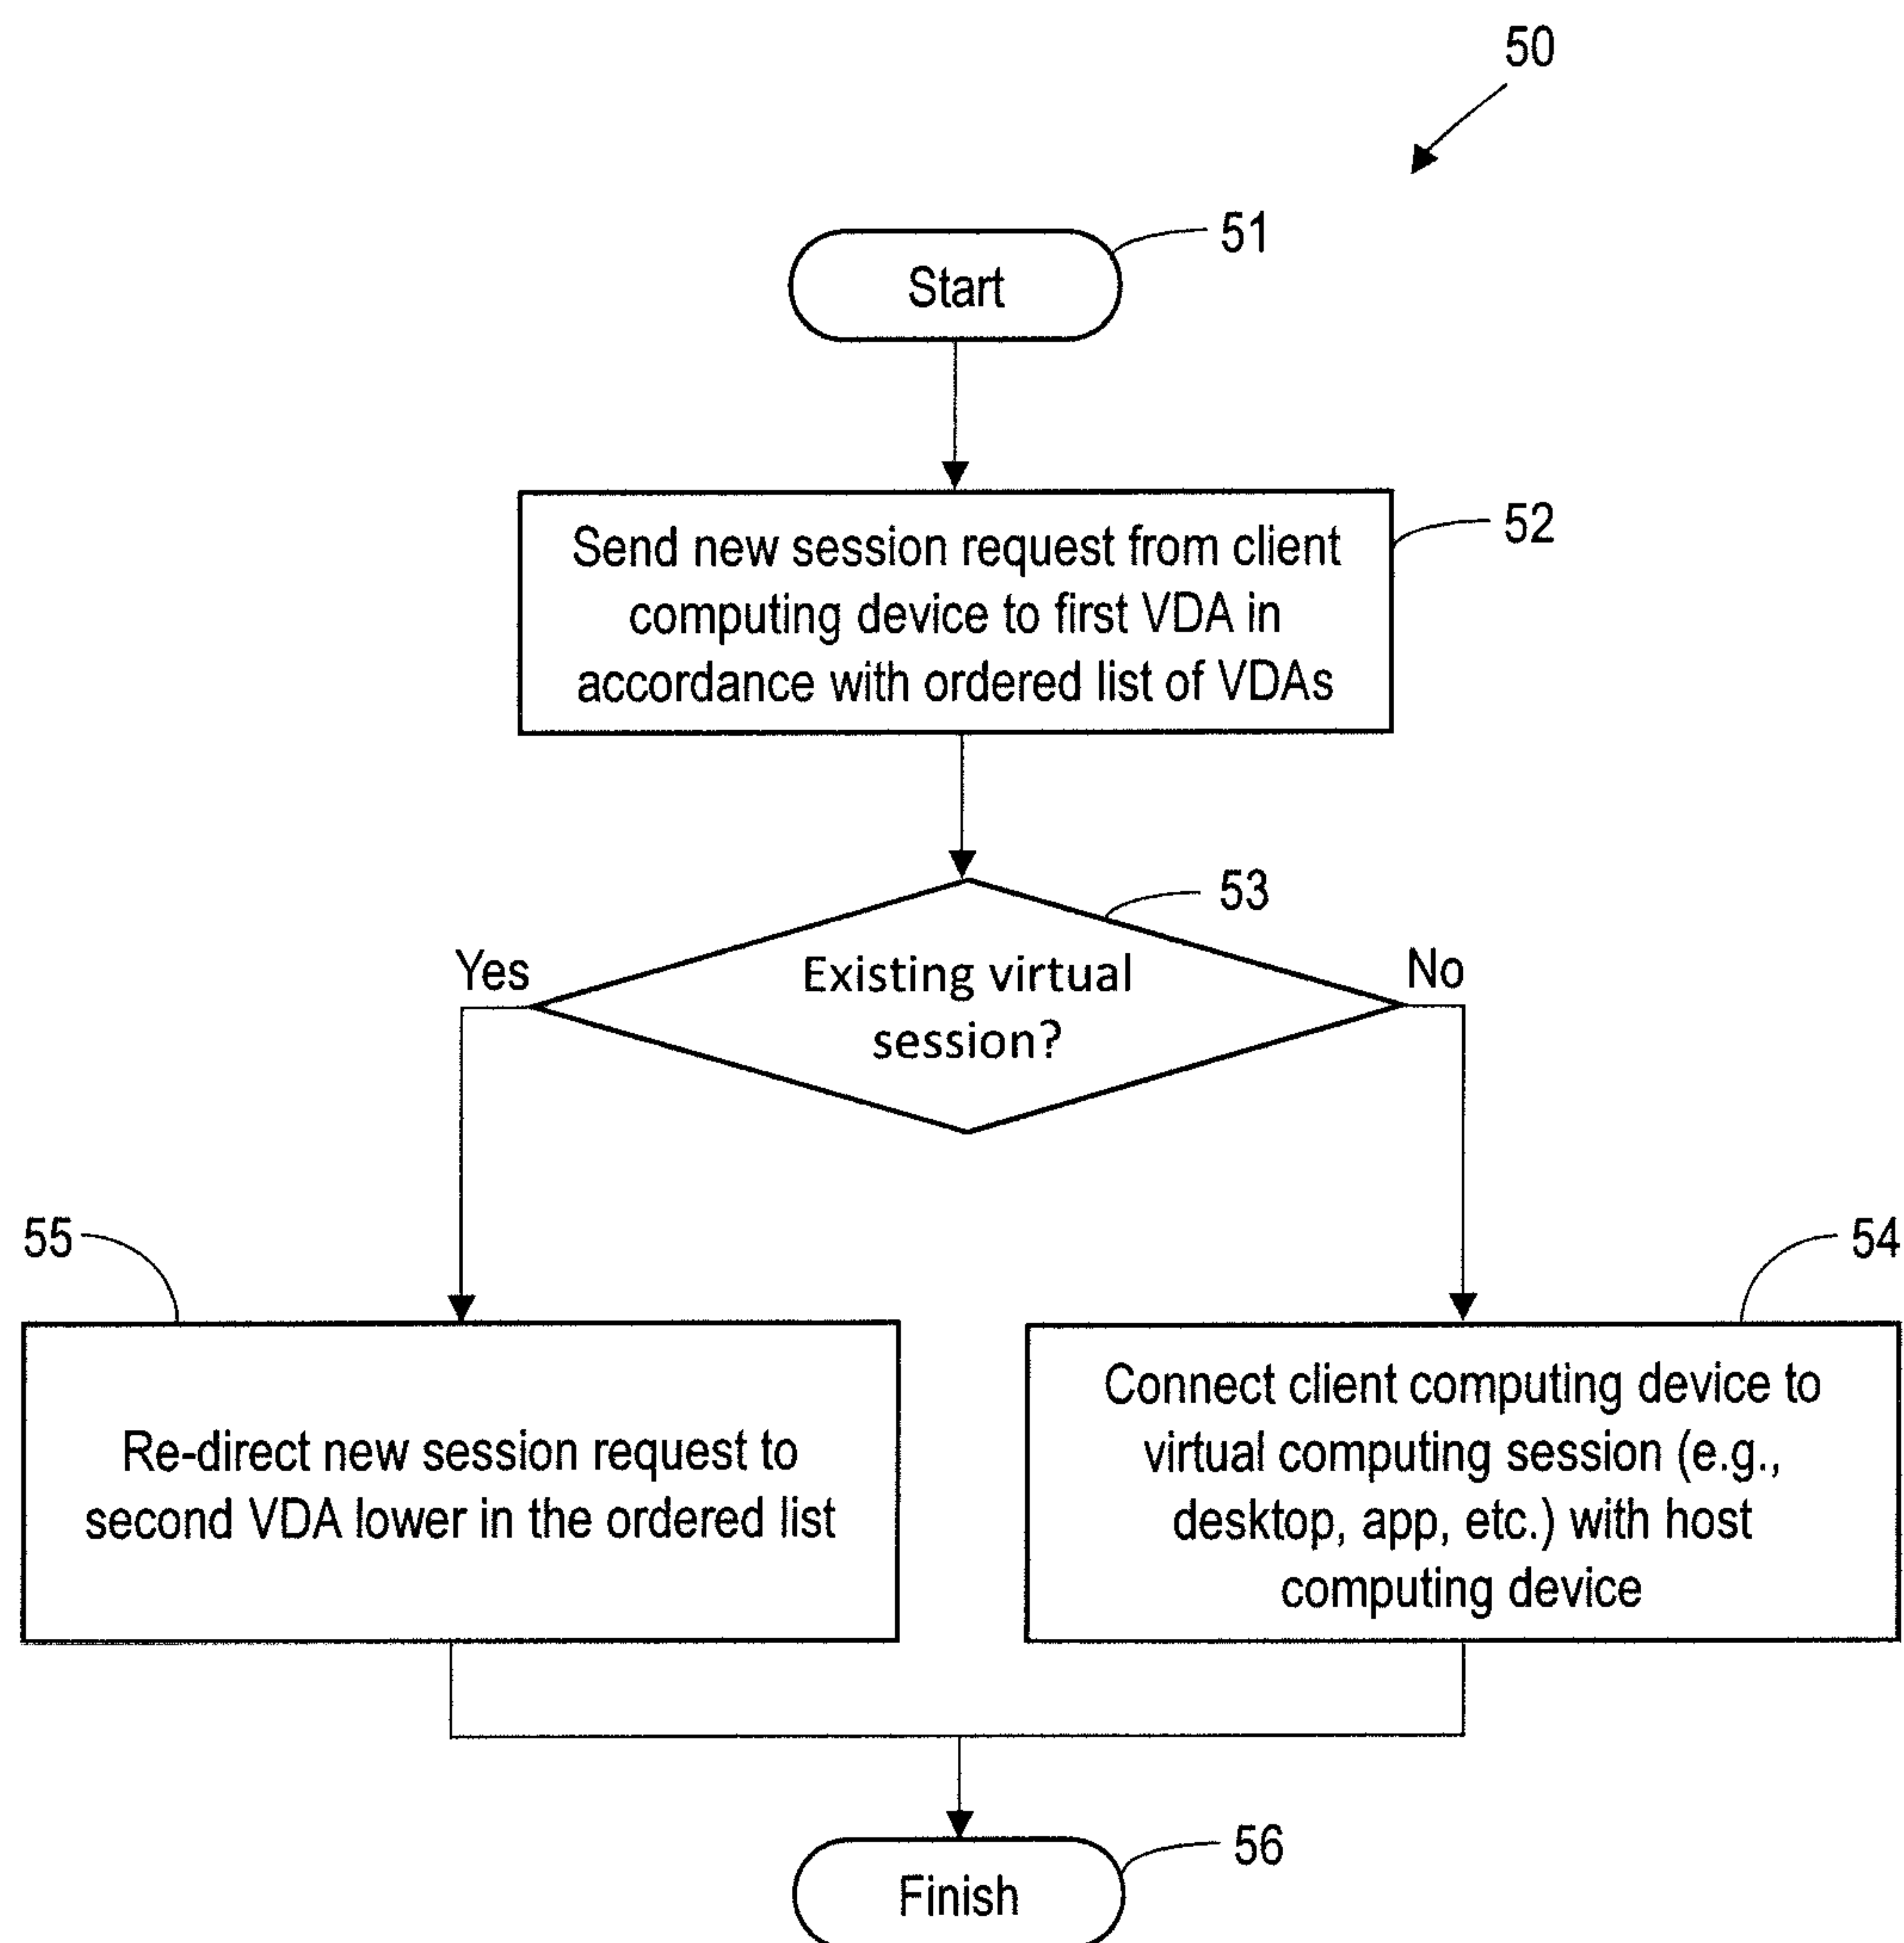 50
51
Start
52
Send new session request from client
computing device to first VDA in
accordance with ordered list of VDAs
53
Yes
No
Existing virtual
session?
55
54
Re-direct new session request to
second VDA lower in the ordered list
Connect client computing device to
virtual computing session (e.g.,
desktop, app, etc.) with host
computing device
56
Finish